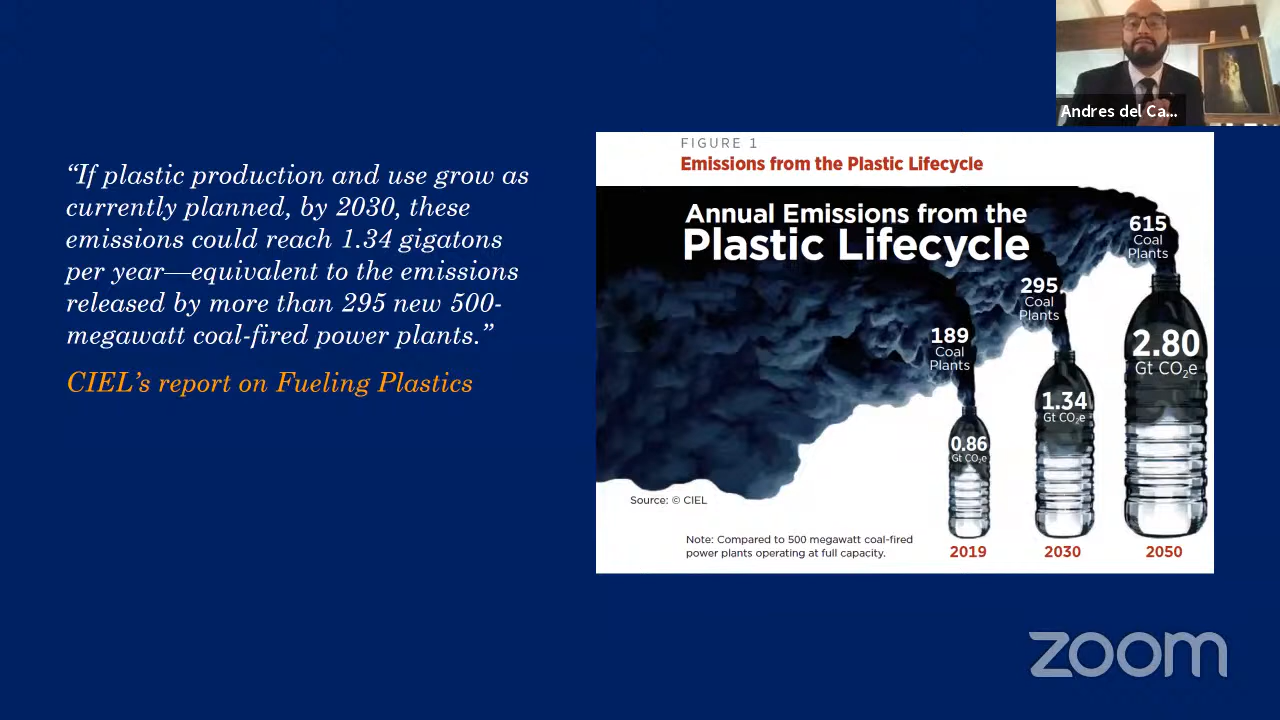 Andres del Ca...
“If plastic production and use grow as
currently planned, by 2030, these
emissions could reach 1.34 gigatons
per year—equivalent to the emissions
released by more than 295 new 500-
megawatt coal-fired power plants.”
CIEL’s report on Fueling Plastics
FIGURE 1
Emissions from the Plastic Lifecycle
Annual Emissions from the
Plastic Lifecycle
189
Coal
Plants
0.86
Gt CO₂e
2019
295
Coal
Plants
1.34
Gt CO₂e
2030
615
Coal
Plants
2.80
Gt CO₂e
2050
Source: © CIEL
Note: Compared to 500 megawatt coal-fired
power plants operating at full capacity.
zoom